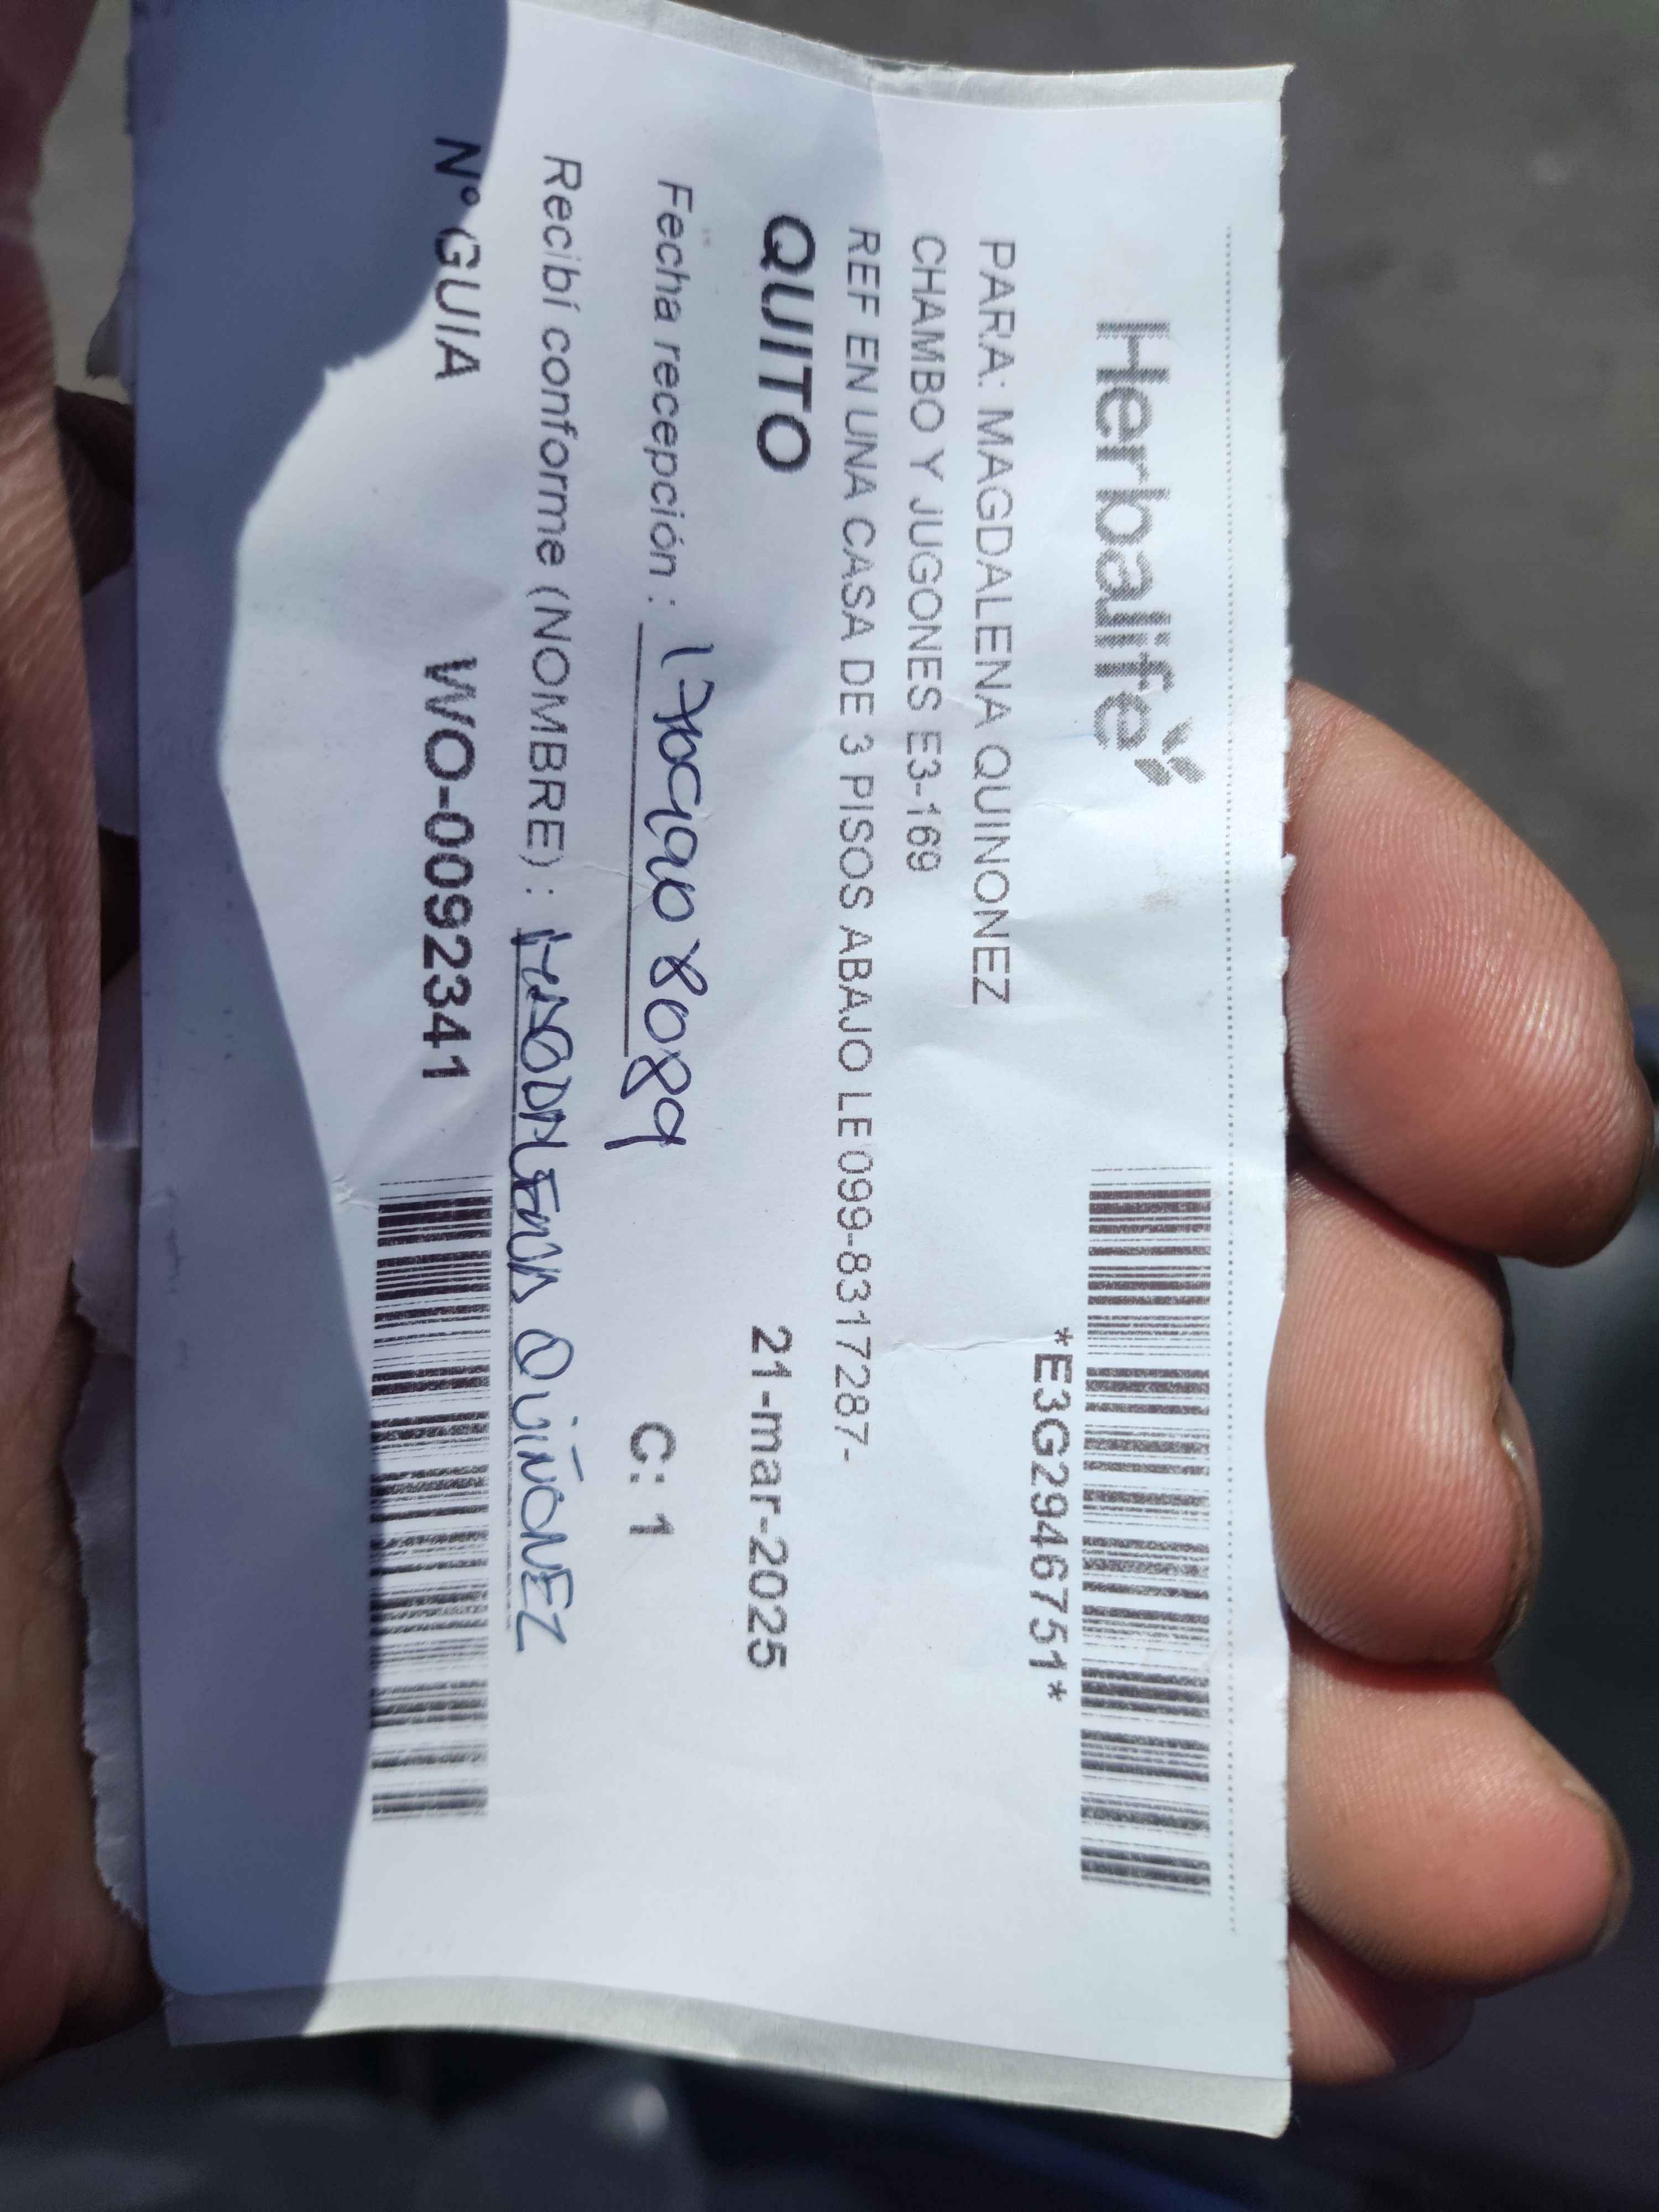 Herbalife
*E3G2946751*
PARA: MAGDALENA QUINONEZ
CHAMBO Y JUGONES E3-169
REF EN UNA CASA DE 3 PISOS ABAJO LE 099-8317287-
QUITO 21-mar-2025
Fecha recepción : C: 1
Recibí conforme (NOMBRE) : MAGDALENA QUIÑONEZ
N° GUIA WO-0092341